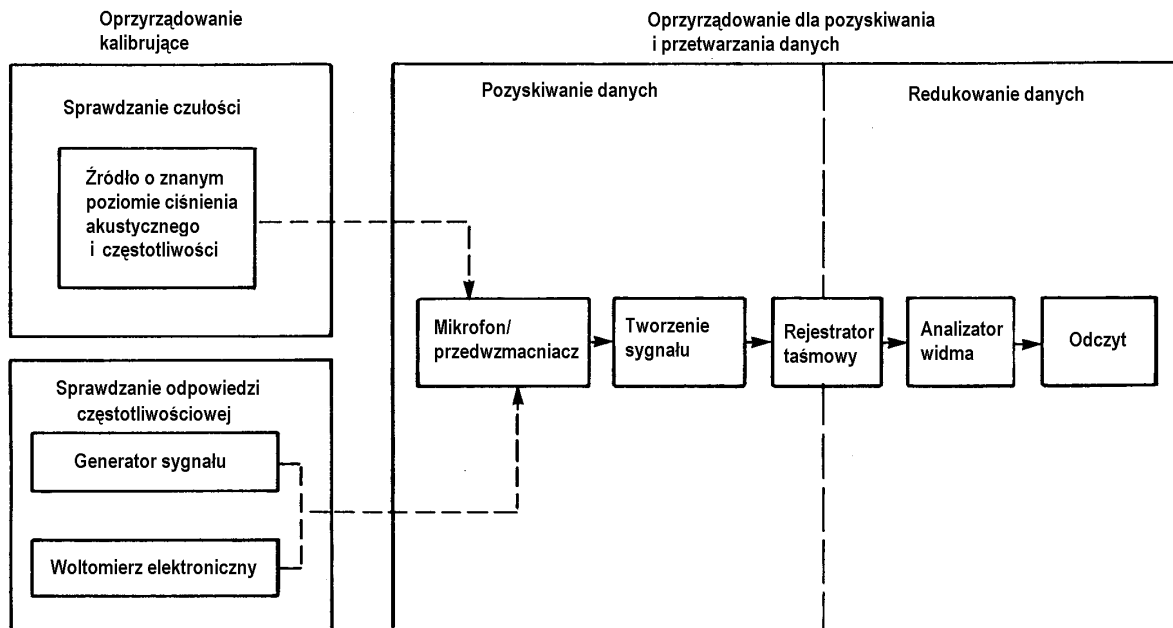 Oprzyrządowanie
kalibrujące
Oprzyrządowanie dla pozyskiwania
i przetwarzania danych
Sprawdzanie czułości
Źródło o znanym
poziomie ciśnienia
akustycznego
i częstotliwości
Sprawdzanie odpowiedzi
częstotliwościowej
Generator sygnału
Woltomierz elektroniczny
Pozyskiwanie danych
Redukowanie danych
Mikrofon/
przedwzmacniacz
Tworzenie
sygnału
Rejestrator
taśmowy
Analizator
widma
Odczyt